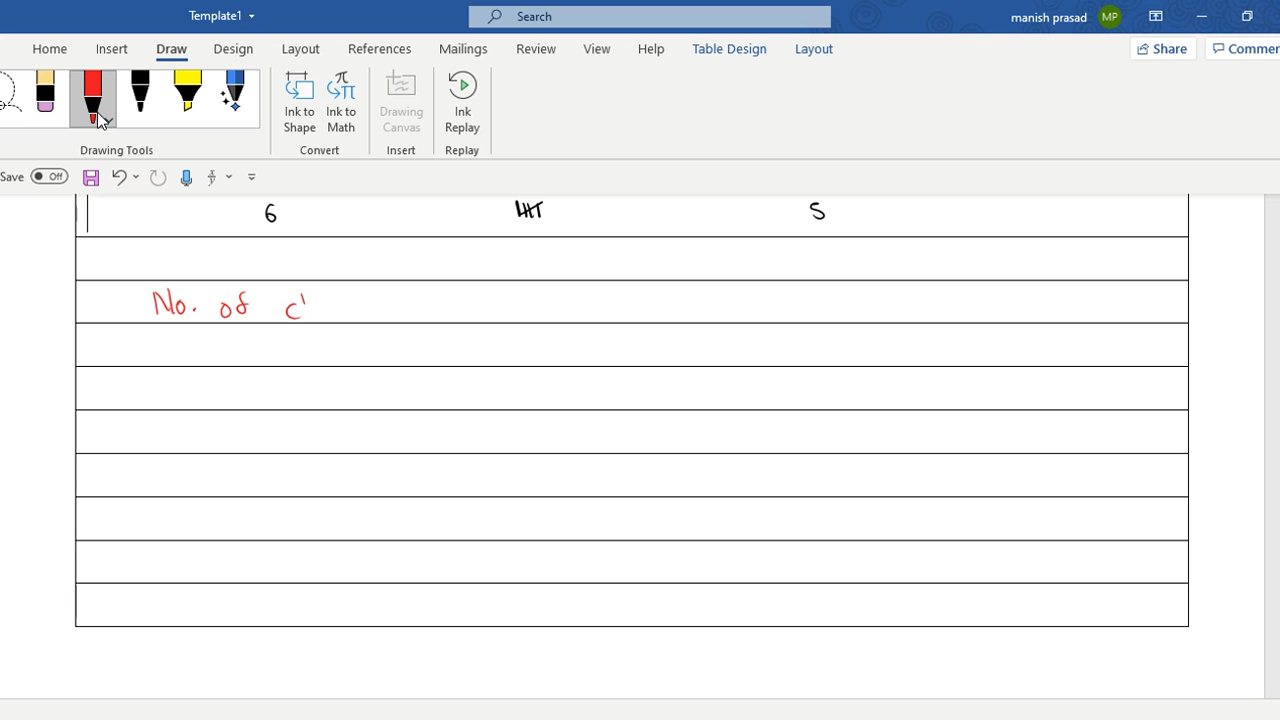 Template1
Search
manish prasad MP
Home Insert Draw Design Layout References Mailings Review View Help Table Design Layout Share Commer
Ink to Shape
Ink to Math
Drawing Canvas
Ink Replay
Drawing Tools Convert Insert Replay
Save Off
6 5
No. of